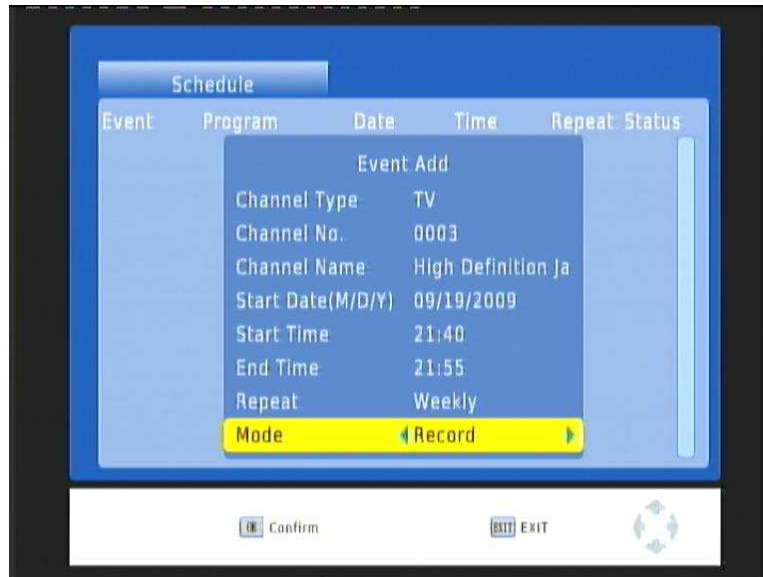 Schedule
Event Program Date Time Repeat Status
Event Add
Channel Type TV
Channel No. 0003
Channel Name High Definition Ja
Start Date(M/D/Y) 09/19/2009
Start Time 21:40
End Time 21:55
Repeat Weekly
Mode Record
OK Confirm EXIT EXIT